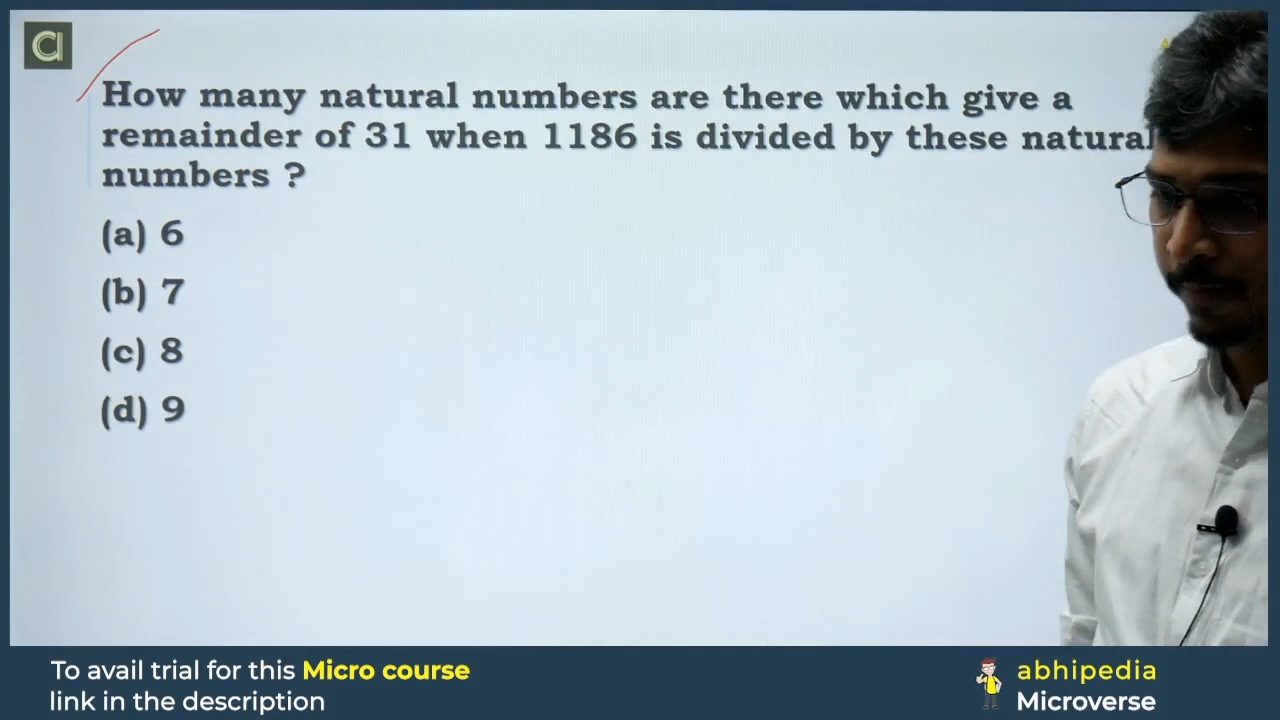 How many natural numbers are there which give a
remainder of 31 when 1186 is divided by these natural
numbers ?
(a) 6
(b) 7
(c) 8
(d) 9
To avail trial for this Micro course
link in the description
abhipedia
Microverse